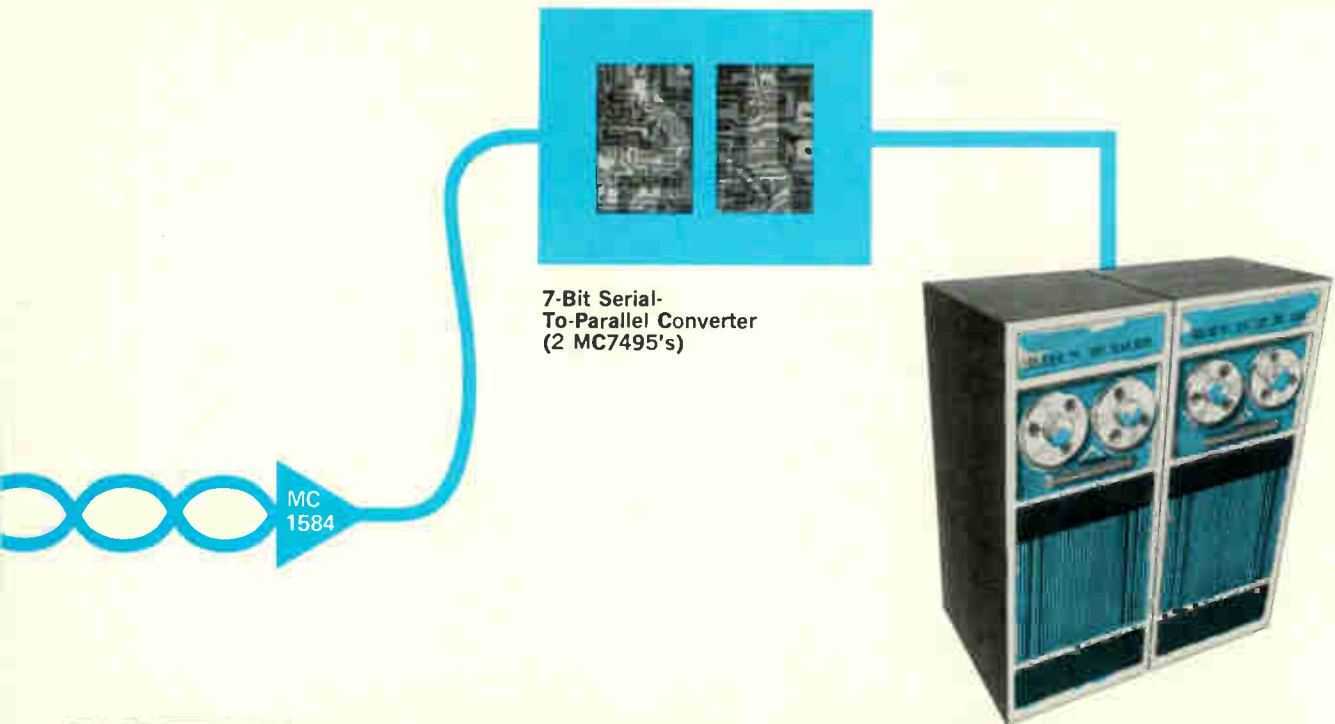 7-Bit Serial-
To-Parallel Converter
(2 MC7495's)
MC
1584